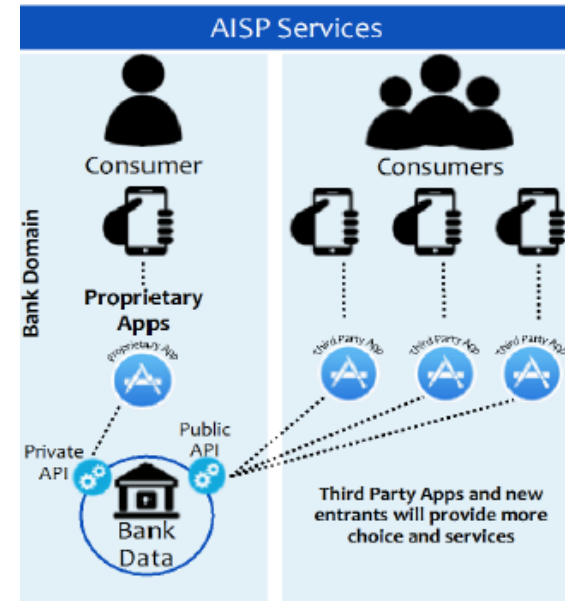 AISP Services
Bank Domain
Consumer
Proprietary
Apps
Proprietary App
Private
API
Public
API
Bank
Data
Consumers
Third Party App
Third Party App
Third Party App
Third Party Apps and new
entrants will provide more
choice and services